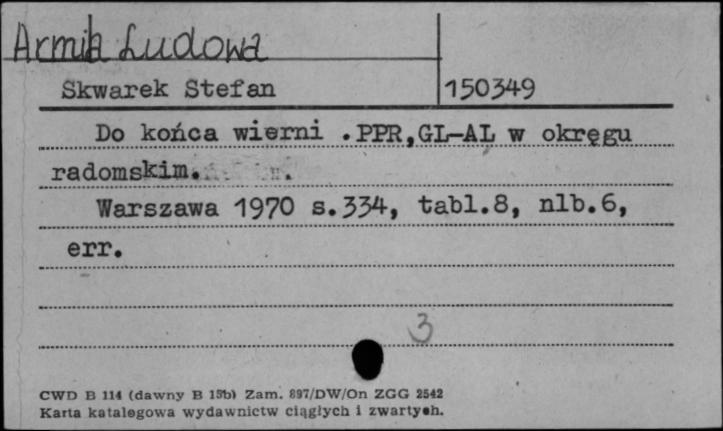 Armia Ludowa
Skwarek Stefan 150349
Do końca wierni .PPR,GL-AL w okręgu
radomskim.
Warszawa 1970 s.334, tabl.8, nlb.6,
err.
3
CWD B 114 (dawny B 15b) Zam. 897/DW/On ZGG 2542
Karta katalegowa wydawnictw ciągłych i zwartych.